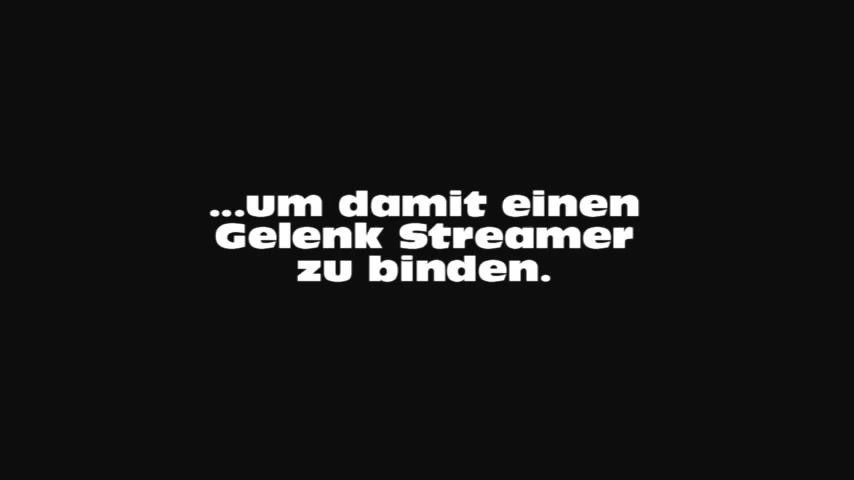 ...um damit einen
Gelenk Streamer
zu binden.